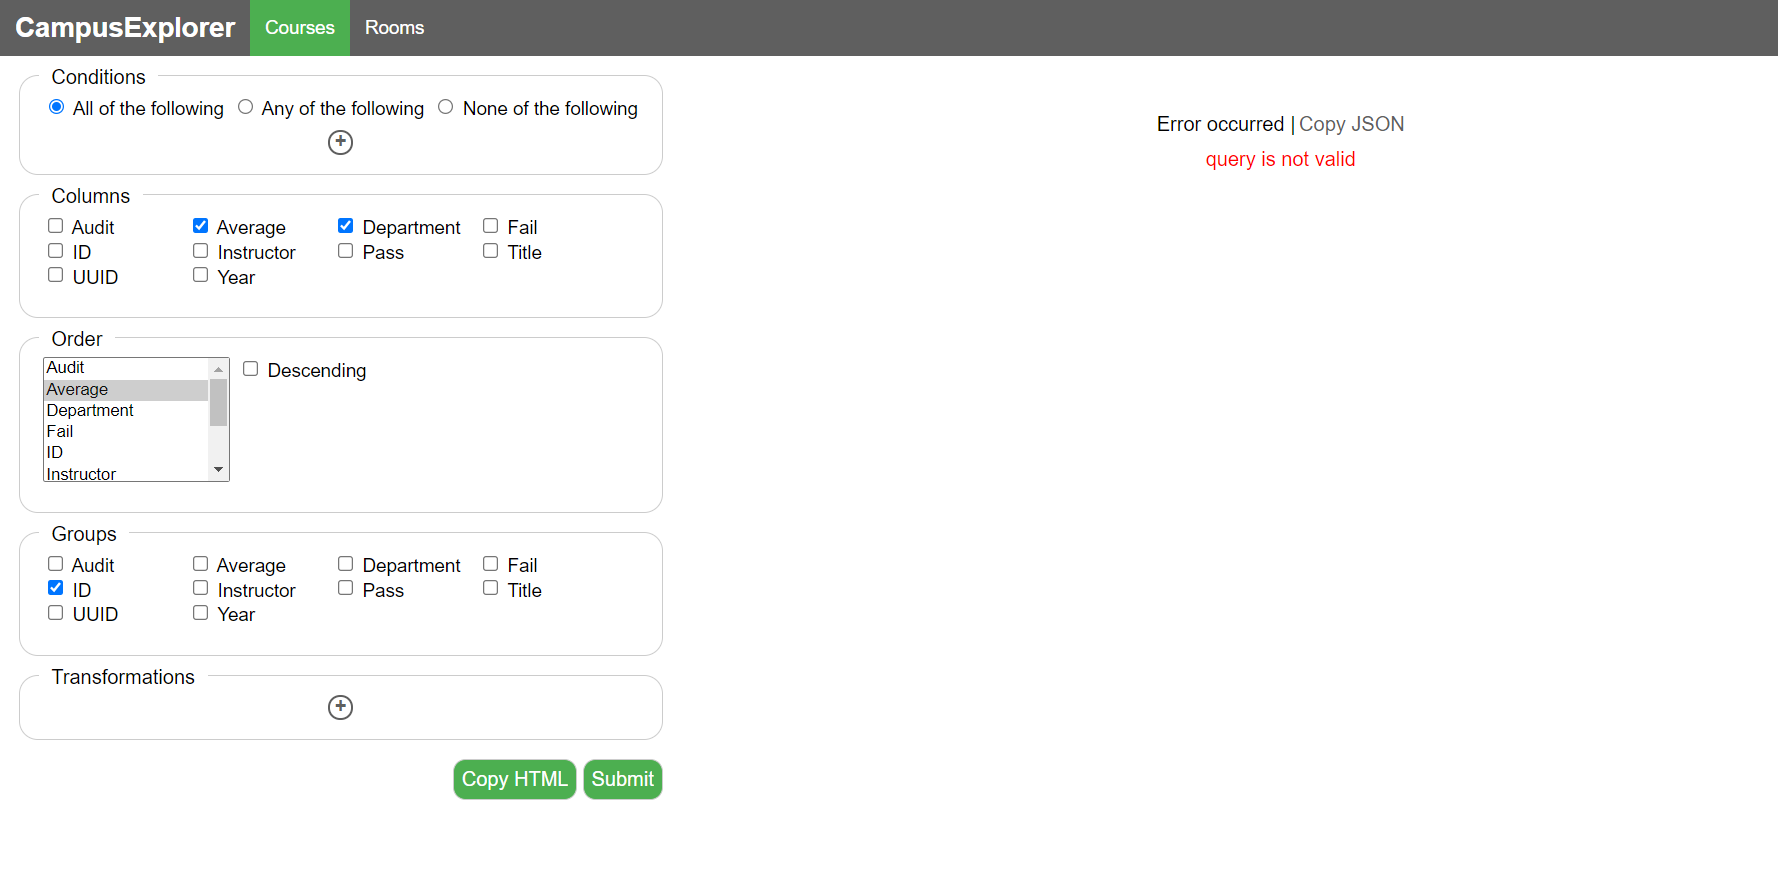 CampusExplorer Courses Rooms
Conditions
All of the following Any of the following None of the following
+
Columns
Audit Average Department Fail
ID Instructor Pass Title
UUID Year
Order
Audit
Average
Department
Fail
ID
Instructor
Descending
Groups
Audit Average Department Fail
ID Instructor Pass Title
UUID Year
Transformations
+
Copy HTML Submit
Error occurred | Copy JSON
query is not valid